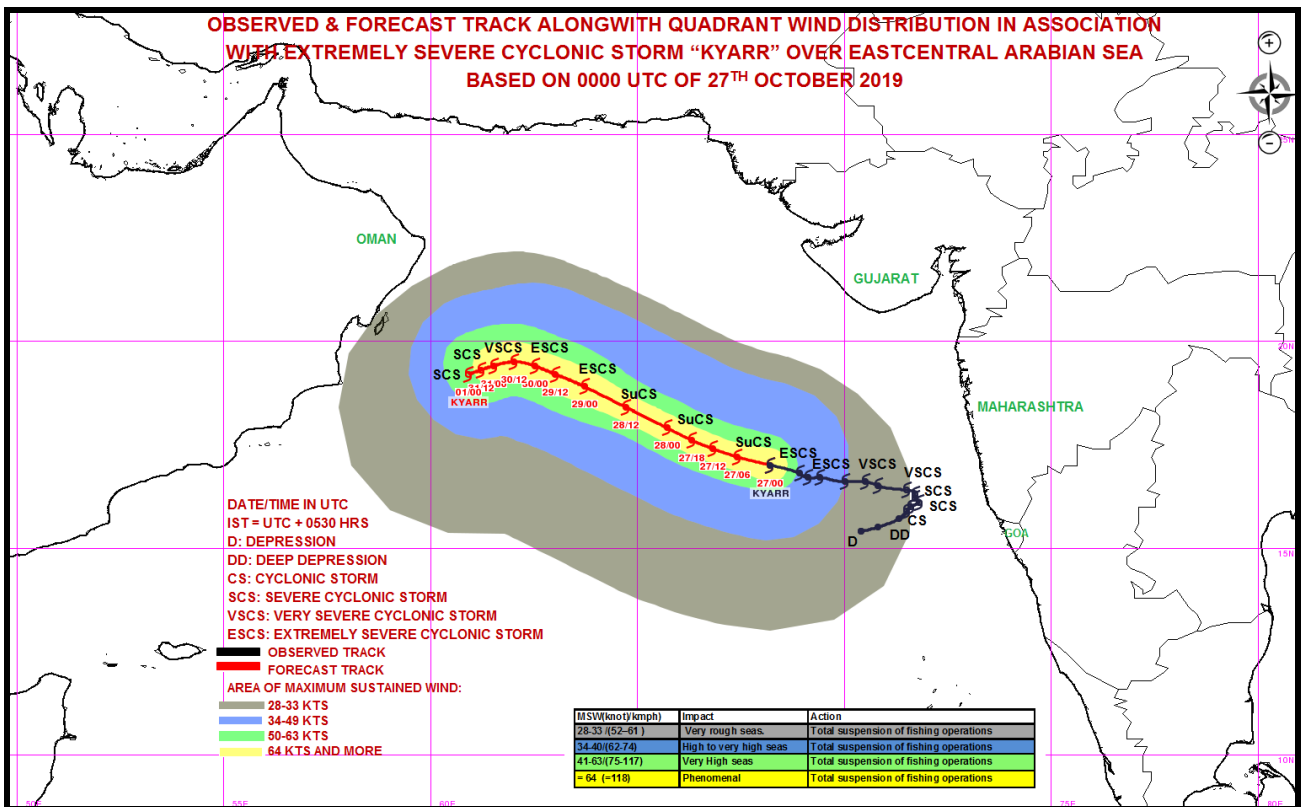 OBSERVED & FORECAST TRACK ALONGWITH QUADRANT WIND DISTRIBUTION IN ASSOCIATION
WITH EXTREMELY SEVERE CYCLONIC STORM “KYARR” OVER EASTCENTRAL ARABIAN SEA
BASED ON 0000 UTC OF 27TH OCTOBER 2019
25N
OMAN
GUJARAT
20N
SCS VSCS ESCS
SCS
ESCS
01/00 31/12 30/12 30/00 29/12
KYARR
29/00
SuCS
28/12
SuCS
28/00
27/18
SuCS
27/12
27/06
ESCS
27/00
KYARR
ESCS
VSCS
VSCS
SCS
SCS
CS
DD
D
MAHARASHTRA
GOA
15N
DATE/TIME IN UTC
IST = UTC + 0530 HRS
D: DEPRESSION
DD: DEEP DEPRESSION
CS: CYCLONIC STORM
SCS: SEVERE CYCLONIC STORM
VSCS: VERY SEVERE CYCLONIC STORM
ESCS: EXTREMELY SEVERE CYCLONIC STORM
OBSERVED TRACK
FORECAST TRACK
AREA OF MAXIMUM SUSTAINED WIND:
28-33 KTS
34-49 KTS
50-63 KTS
64 KTS AND MORE
MSW(knot)/kmph) Impact Action
28-33 /(52–61 ) Very rough seas. Total suspension of fishing operations
34-40/(62-74) High to very high seas Total suspension of fishing operations
41-63/(75-117) Very High seas Total suspension of fishing operations
= 64 (=118) Phenomenal Total suspension of fishing operations
10N
50E 55E 60E 75E 80E